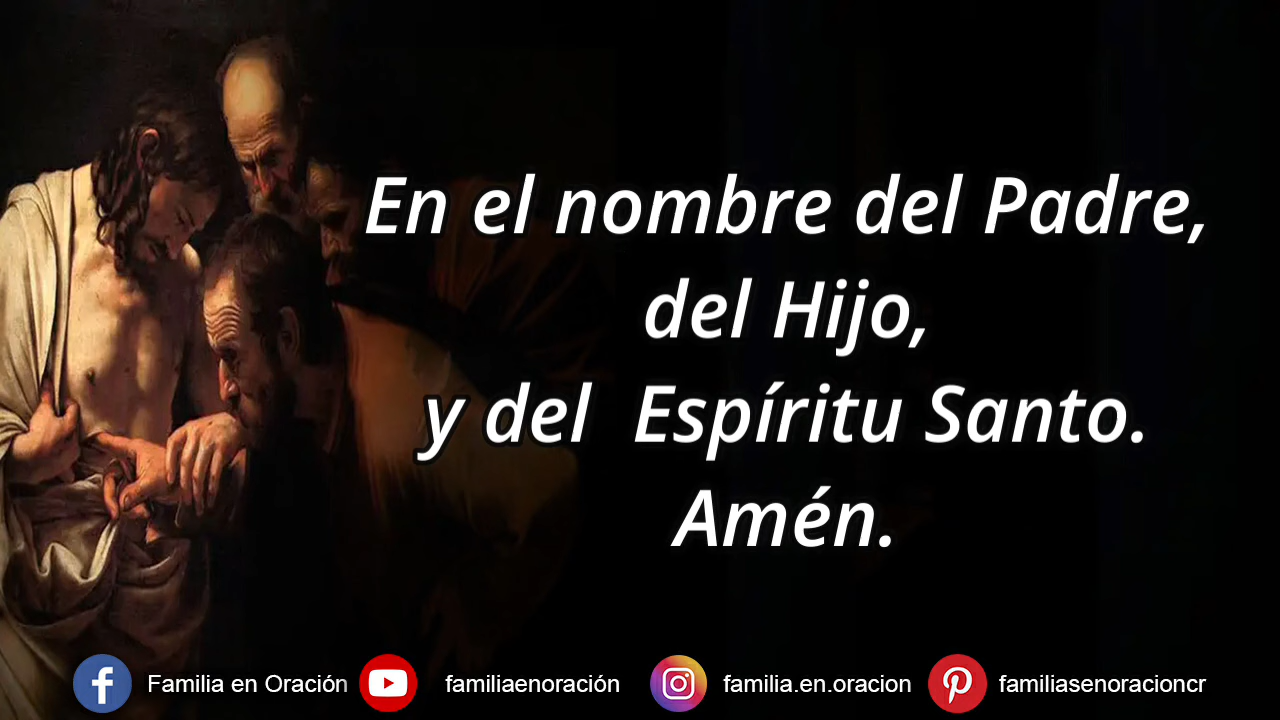 En el nombre del Padre,
del Hijo,
y del Espíritu Santo.
Amén.
Familia en Oración familiaenoración familia.en.oracion familiasenoracioncr